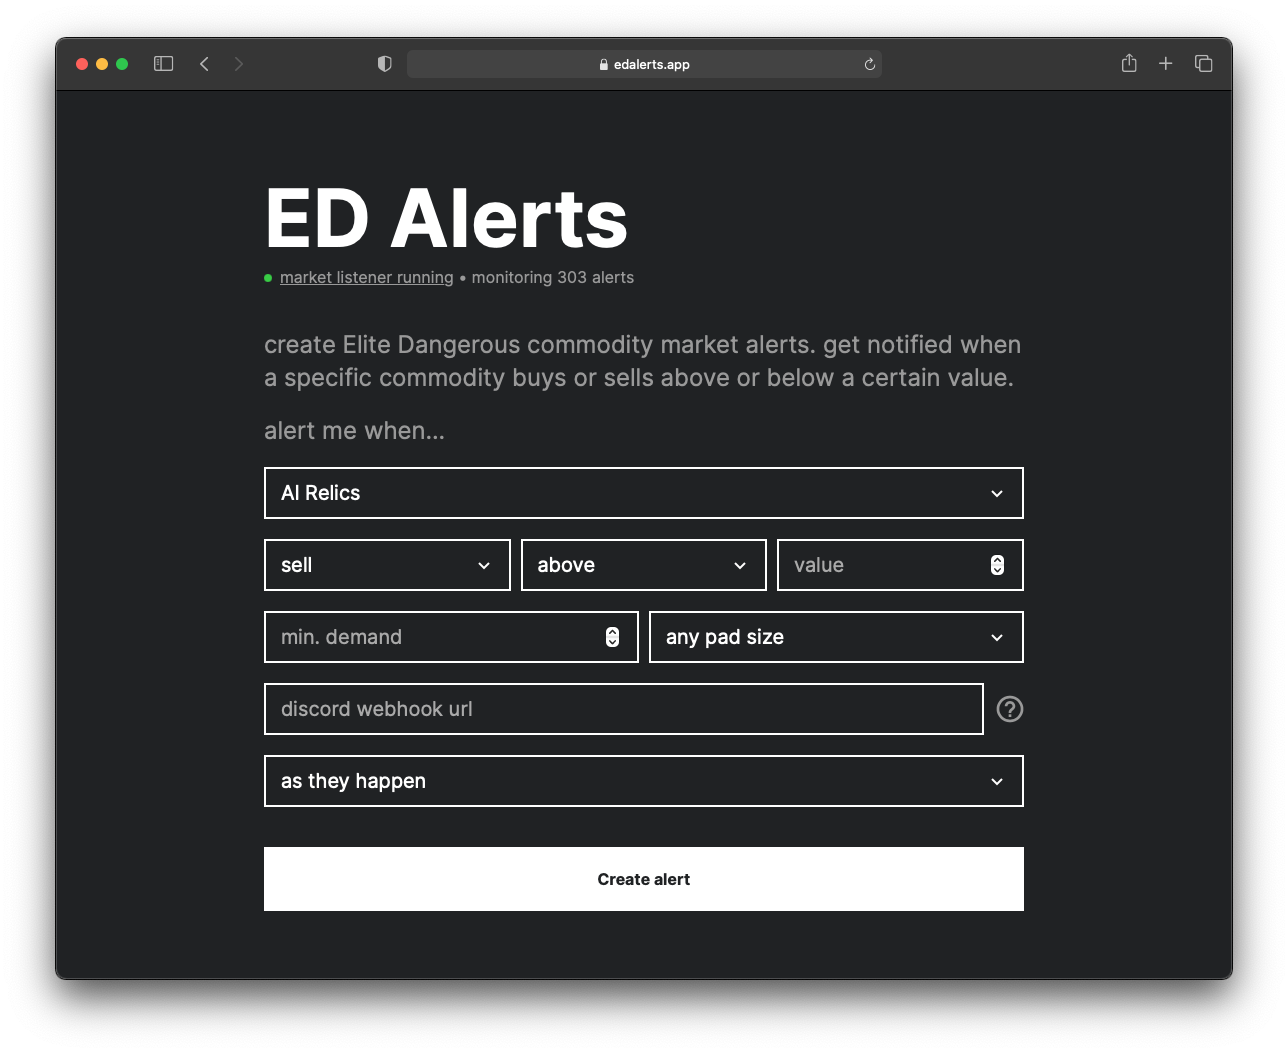 edalerts.app
ED Alerts
market listener running • monitoring 303 alerts
create Elite Dangerous commodity market alerts. get notified when
a specific commodity buys or sells above or below a certain value.
alert me when...
AI Relics
sell above value
min. demand any pad size
discord webhook url ?
as they happen
Create alert